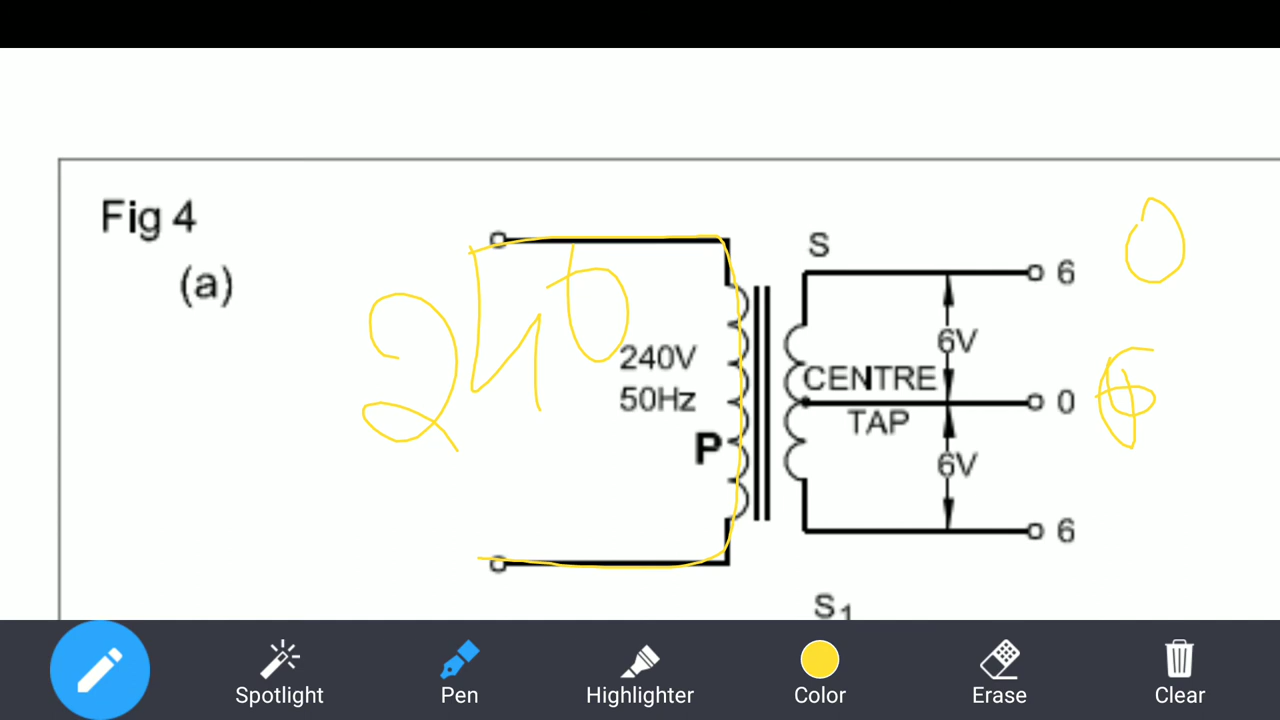 Fig 4
(a)
240
S
6
0
6V
240V
CENTRE
50Hz
0
TAP
P
6V
6
S1
Spotlight
Pen
Highlighter
Color
Erase
Clear